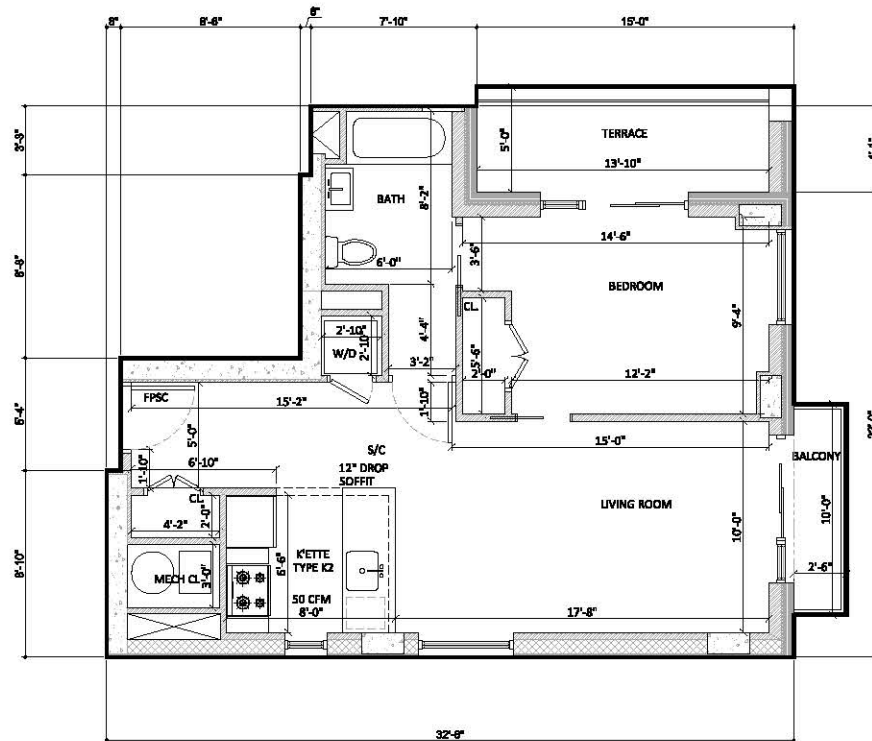 8"
8'-6"
6"
7'-10"
15'-0"
3'-3"
TERRACE
5'-0"
13'-10"
BATH
8'-2"
14'-6"
3'-6"
6'-0"
BEDROOM
8'-8"
9'-4"
CL.
2'-10"
2'-10"
W/D
4'-4"
5'-6"
3'-2"
2'-0"
12'-2"
FPSC
15'-2"
1'-10"
6'-4"
5'-0"
S/C
15'-0"
12" DROP
SOFFIT
BALCONY
6'-10"
1'-10"
CL
LIVING ROOM
4'-2"
2'-0"
10'-0"
10'-0"
K'ETTE
TYPE K2
6'-6"
MECH CL
3'-0"
2'-6"
8'-10"
50 CFM
8'-0"
17'-8"